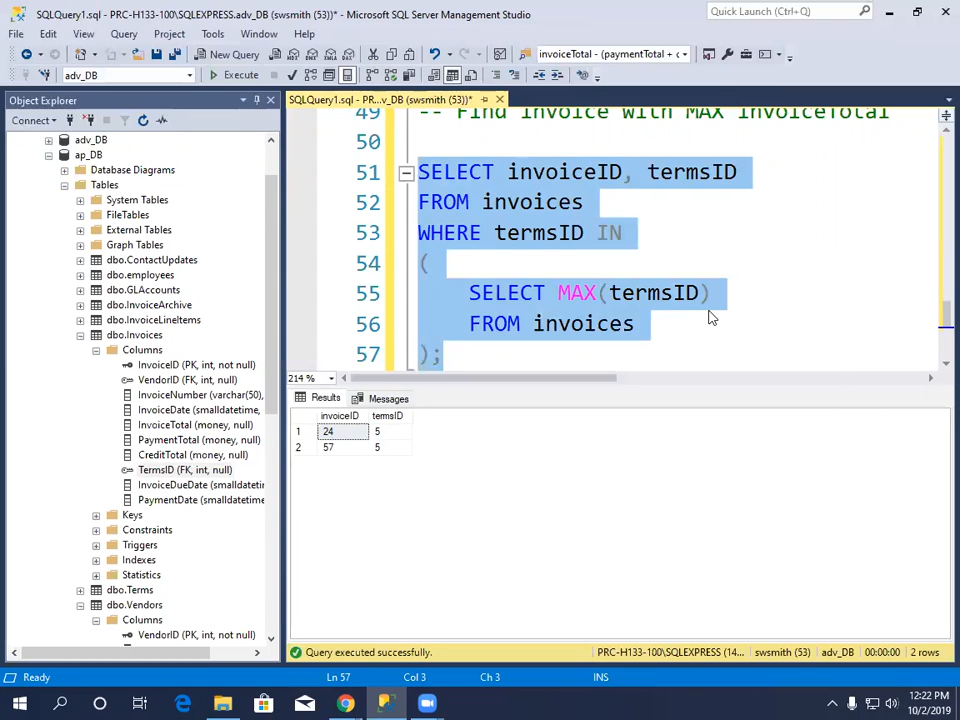 SQLQuery1.sql - PRC-H133-100\SQLEXPRESS.adv_DB (swsmith (53))* - Microsoft SQL Server Management Studio
Quick Launch (Ctrl+Q)
File Edit View Query Project Tools Window Help
New Query
invoiceTotal - (paymentTotal + c
adv_DB
Execute
Object Explorer
SQLQuery1.sql - PR...v_DB (swsmith (53))*
Connect
adv_DB
ap_DB
Database Diagrams
Tables
System Tables
FileTables
External Tables
Graph Tables
dbo.ContactUpdates
dbo.employees
dbo.GLAccounts
dbo.InvoiceArchive
dbo.InvoiceLineItems
dbo.Invoices
Columns
InvoiceID (PK, int, not null)
VendorID (FK, int, null)
InvoiceNumber (varchar(50),
InvoiceDate (smalldatetime,
InvoiceTotal (money, null)
PaymentTotal (money, null)
CreditTotal (money, null)
TermsID (FK, int, null)
InvoiceDueDate (smalldatetin
PaymentDate (smalldatetime
Keys
Constraints
Triggers
Indexes
Statistics
dbo.Terms
dbo.Vendors
Columns
VendorID (PK, int, not null)
49 -- Find invoice with MAX invoiceTotal
50
51 SELECT invoiceID, termsID
52 FROM invoices
53 WHERE termsID IN
54 (
55 SELECT MAX(termsID)
56 FROM invoices
57 );
214 %
Results Messages
invoiceID termsID
1 24 5
2 57 5
Query executed successfully. PRC-H133-100\SQLEXPRESS (14... swsmith (53) adv_DB 00:00:00 2 rows
Ready Ln 57 Col 3 Ch 3 INS
12:22 PM
10/2/2019